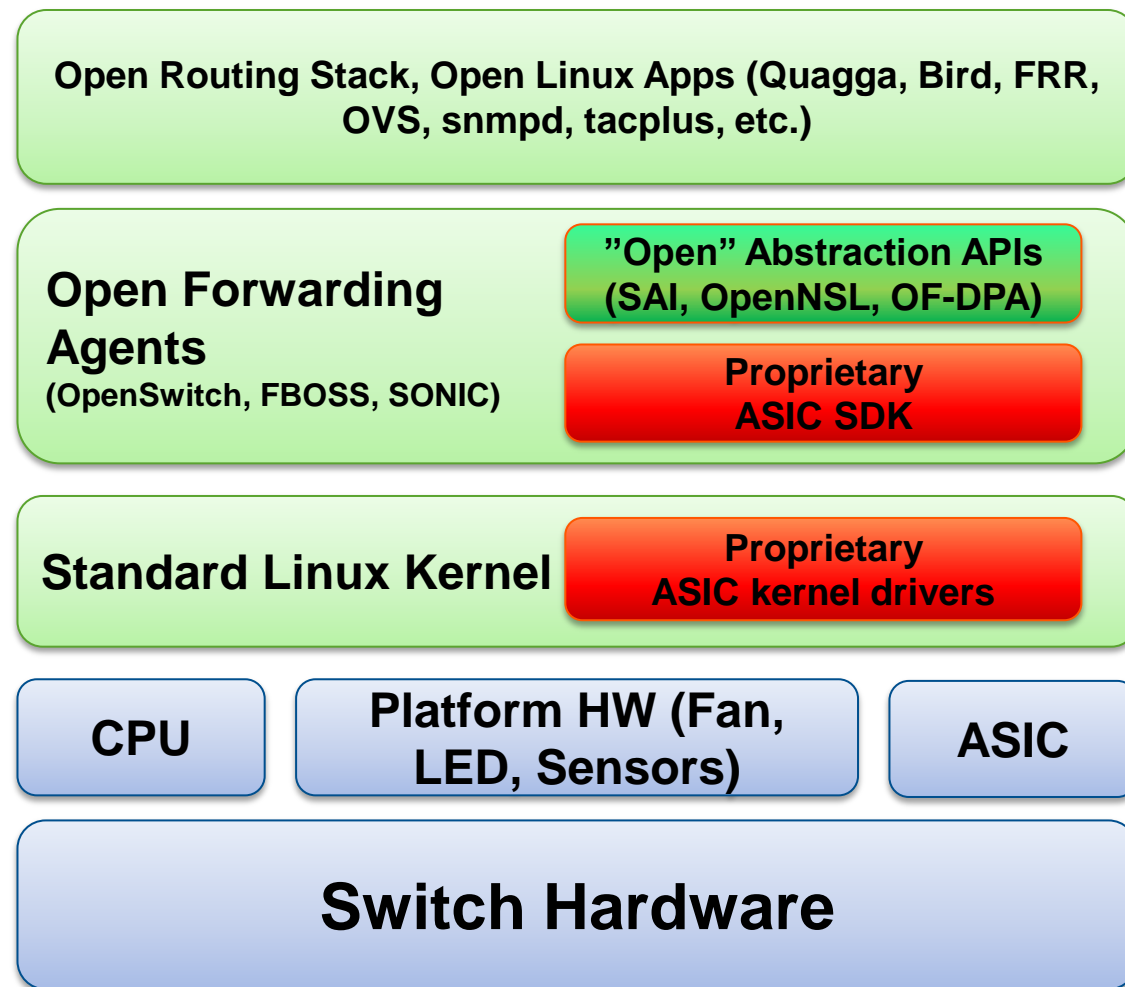 Open Routing Stack, Open Linux Apps (Quagga, Bird, FRR,
OVS, snmpd, tacplus, etc.)
Open Forwarding
Agents
(OpenSwitch, FBOSS, SONIC)
”Open” Abstraction APIs
(SAI, OpenNSL, OF-DPA)
Proprietary
ASIC SDK
Standard Linux Kernel
Proprietary
ASIC kernel drivers
CPU
Platform HW (Fan,
LED, Sensors)
ASIC
Switch Hardware